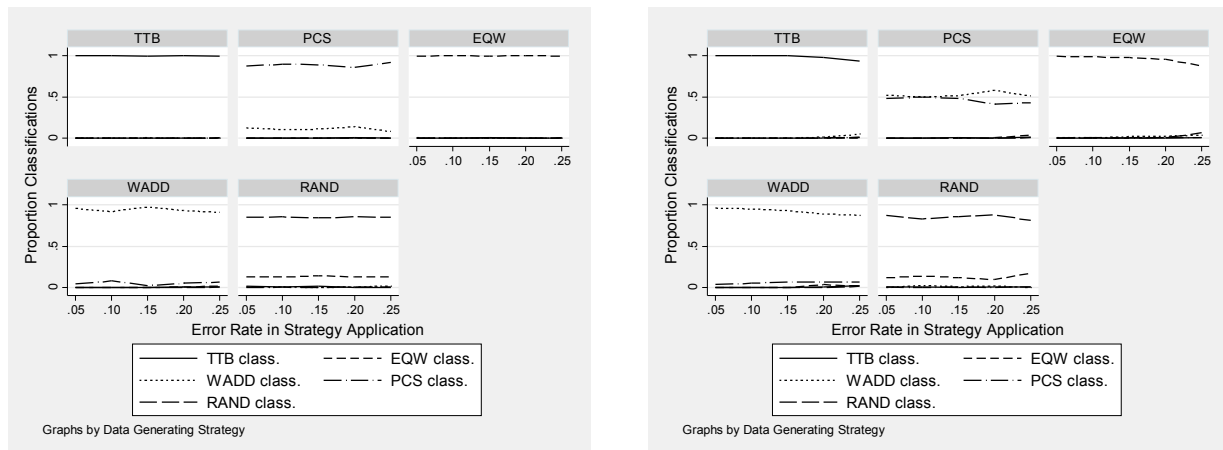 TTB PCS EQW
1
.5
0
.05 .10 .15 .20 .25
WADD RAND
1
.5
0
.05 .10 .15 .20 .25 .05 .10 .15 .20 .25
Proportion Classifications
Error Rate in Strategy Application
TTB class. EQW class.
WADD class. PCS class.
RAND class.
Graphs by Data Generating Strategy
TTB PCS EQW
1
.5
0
.05 .10 .15 .20 .25
WADD RAND
1
.5
0
.05 .10 .15 .20 .25 .05 .10 .15 .20 .25
Proportion Classifications
Error Rate in Strategy Application
TTB class. EQW class.
WADD class. PCS class.
RAND class.
Graphs by Data Generating Strategy